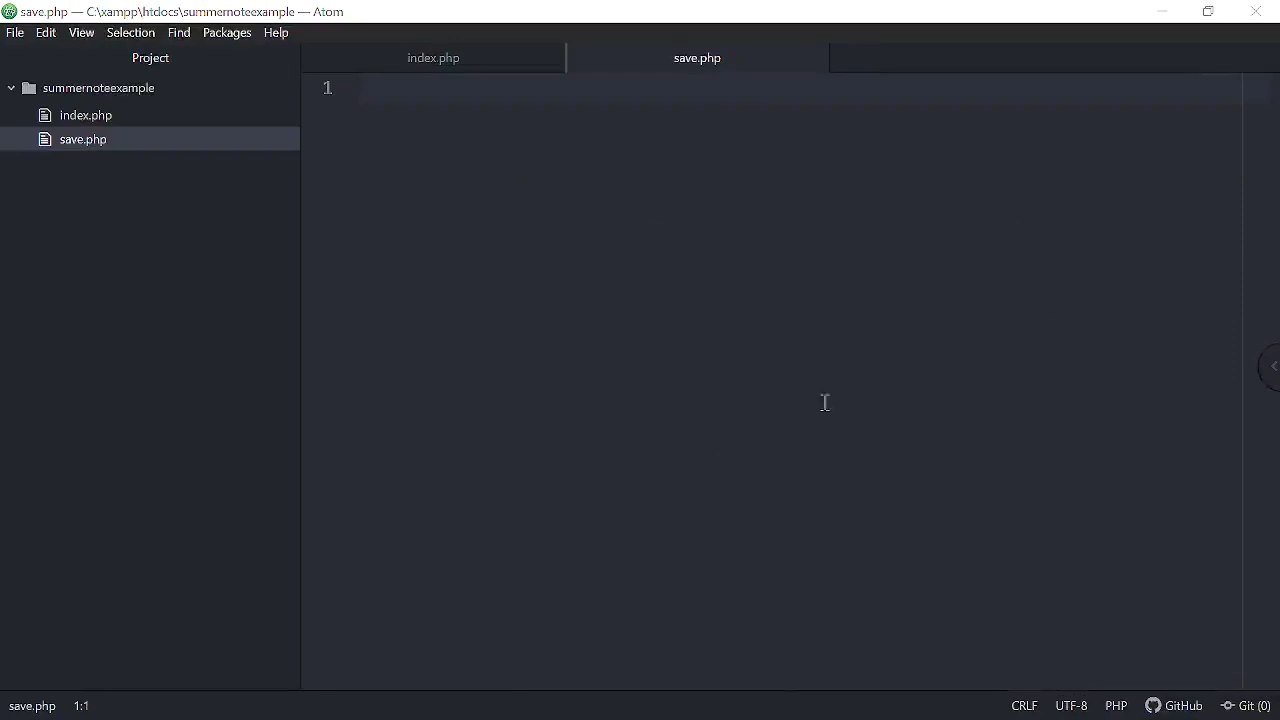 save.php — C:\xampp\htdocs\summernoteexample — Atom
File Edit View Selection Find Packages Help
Project
index.php
save.php
summernoteexample
index.php
save.php
1
save.php 1:1
CRLF UTF-8 PHP GitHub Git (0)